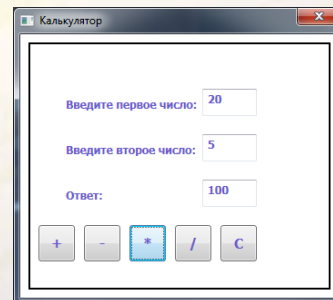 Калькулятор
Введите первое число: 20
Введите второе число: 5
Ответ: 100
+ - * / C